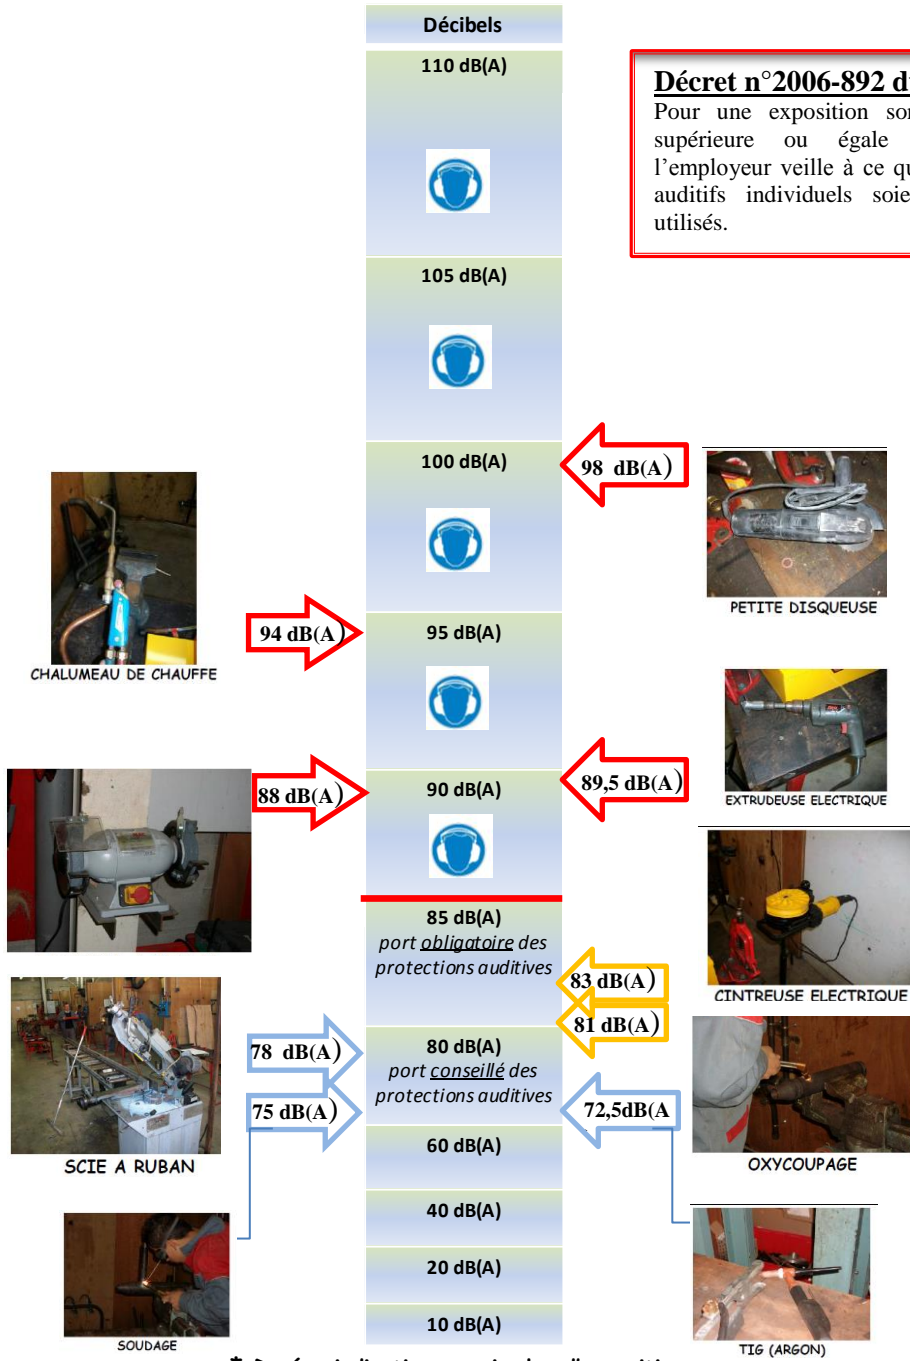 Décibels
110 dB(A)
Décret n°2006-892 d
Pour une exposition
supérieure ou égale
l'employeur veille à ce
auditifs individuels
utilisés.
105 dB(A)
100 dB(A)
98 dB(A)
PETITE DISQUEUSE
94 dB(A)
95 dB(A)
CHALUMEAU DE CHAUFFE
88 dB(A)
90 dB(A)
89,5 dB(A)
EXTRUDEUSE ELECTRIQUE
85 dB(A)
port obligatoire des
protections auditives
83 dB(A)
CINTREUSE ELECTRIQUE
81 dB(A)
78 dB(A)
80 dB(A)
port conseillé des
protections auditives
75 dB(A)
72,5dB(A
SCIE A RUBAN
OXYCOUPAGE
60 dB(A)
40 dB(A)
20 dB(A)
10 dB(A)
SOUDAGE
TIG (ARGON)